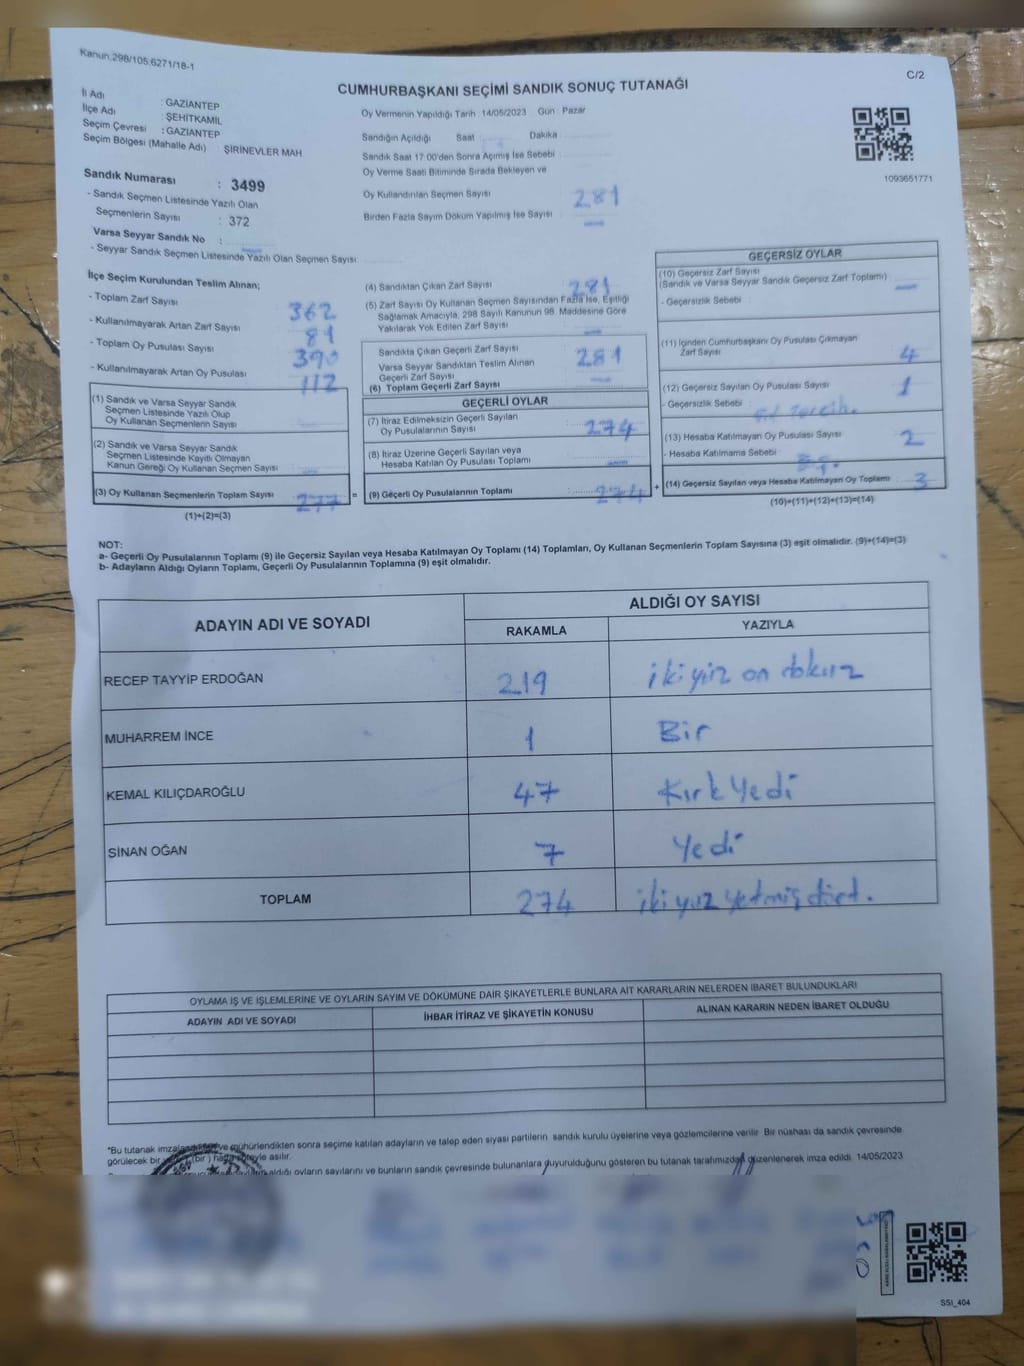 Kanun.298/105;6271/18-1
C/2
CUMHURBAŞKANI SEÇİMİ SANDIK SONUÇ TUTANAĞI
İl Adı : GAZİANTEP
İlçe Adı : ŞEHİTKAMİL
Seçim Çevresi : GAZİANTEP
Seçim Bölgesi (Mahalle Adı) : ŞİRİNEVLER MAH
Sandık Numarası : 3499
- Sandık Seçmen Listesinde Yazılı Olan
Seçmenlerin Sayısı : 372
Varsa Seyyar Sandık No :
- Seyyar Sandık Seçmen Listesinde Yazılı Olan Seçmen Sayısı:
Oy Vermenin Yapıldığı Tarih :14/05/2023 Gün : Pazar
Sandığın Açıldığı Saat : Dakika :
Sandık Saat 17:00'den Sonra Açılmış İse Sebebi :
Oy Verme Saati Bitiminde Sırada Bekleyen ve
Oy Kullandırılan Seçmen Sayısı : 281
Birden Fazla Sayım Döküm Yapılmış İse Sayısı :
1093651771
İlçe Seçim Kurulundan Teslim Alınan;
- Toplam Zarf Sayısı : 362
- Kullanılmayarak Artan Zarf Sayısı : 81
- Toplam Oy Pusulası Sayısı : 390
- Kullanılmayarak Artan Oy Pusulası : 112
(1) Sandık ve Varsa Seyyar Sandık
Seçmen Listesinde Yazılı Olup
Oy Kullanan Seçmenlerin Sayısı :
(2) Sandık ve Varsa Seyyar Sandık
Seçmen Listesinde Kayıtlı Olmayan
Kanun Gereği Oy Kullanan Seçmen Sayısı :
(3) Oy Kullanan Seçmenlerin Toplam Sayısı : 277 =
(1)+(2)=(3)
(4) Sandıktan Çıkan Zarf Sayısı : 281
(5) Zarf Sayısı Oy Kullanan Seçmen Sayısından Fazla İse, Eşitliği
Sağlamak Amacıyla, 298 Sayılı Kanunun 98. Maddesine Göre
Yakılarak Yok Edilen Zarf Sayısı :
Sandıkta Çıkan Geçerli Zarf Sayısı : 281
Varsa Seyyar Sandıktan Teslim Alınan
Geçerli Zarf Sayısı :
(6) Toplam Geçerli Zarf Sayısı :
GEÇERLİ OYLAR
(7) İtiraz Edilmeksizin Geçerli Sayılan
Oy Pusulalarının Sayısı : 274
(8) İtiraz Üzerine Geçerli Sayılan veya
Hesaba Katılan Oy Pusulası Toplamı :
(9) Geçerli Oy Pusulalarının Toplamı : 274 +
GEÇERSİZ OYLAR
(10) Geçersiz Zarf Sayısı
(Sandık ve Varsa Seyyar Sandık Geçersiz Zarf Toplamı) :
- Geçersizlik Sebebi :
(11) İçinden Cumhurbaşkanı Oy Pusulası Çıkmayan
Zarf Sayısı : 4
(12) Geçersiz Sayılan Oy Pusulası Sayısı : 1
- Geçersizlik Sebebi :
(13) Hesaba Katılmayan Oy Pusulası Sayısı : 2
- Hesaba Katılmama Sebebi :
(14) Geçersiz Sayılan veya Hesaba Katılmayan Oy Toplamı : 3
(10)+(11)+(12)+(13)=(14)
NOT:
a- Geçerli Oy Pusulalarının Toplamı (9) ile Geçersiz Sayılan veya Hesaba Katılmayan Oy Toplamı (14) Toplamları, Oy Kullanan Seçmenlerin Toplam Sayısına (3) eşit olmalıdır. (9)+(14)=(3)
b- Adayların Aldığı Oyların Toplamı, Geçerli Oy Pusulalarının Toplamına (9) eşit olmalıdır.
ADAYIN ADI VE SOYADI
ALDIĞI OY SAYISI
RAKAMLA YAZIYLA
RECEP TAYYİP ERDOĞAN 219 iki yüz on dokuz
MUHARREM İNCE 1 Bir
KEMAL KILIÇDAROĞLU 47 Kırk Yedi
SİNAN OĞAN 7 Yedi
TOPLAM 274 iki yüz yetmiş dört.
OYLAMA İŞ VE İŞLEMLERİNE VE OYLARIN SAYIM VE DÖKÜMÜNE DAİR ŞİKAYETLERLE BUNLARA AİT KARARLARIN NELERDEN İBARET BULUNDUKLARI
ADAYIN ADI VE SOYADI İHBAR İTİRAZ VE ŞİKAYETİN KONUSU ALINAN KARARIN NEDEN İBARET OLDUĞU
*Bu tutanak ve mühürlendikten sonra seçime katılan adayların ve talep eden siyasi partilerin sandık kurulu üyelerine veya gözlemcilerine verilir. Bir nüshası da sandık çevresinde
görülecek bir (bir) hafta süreyle asılır.
aldığı oyların sayılarını ve bunların sandık çevresinde bulunanlara duyurulduğunu gösteren bu tutanak tarafımızdan düzenlenerek imza edildi. 14/05/2023
SSI_404